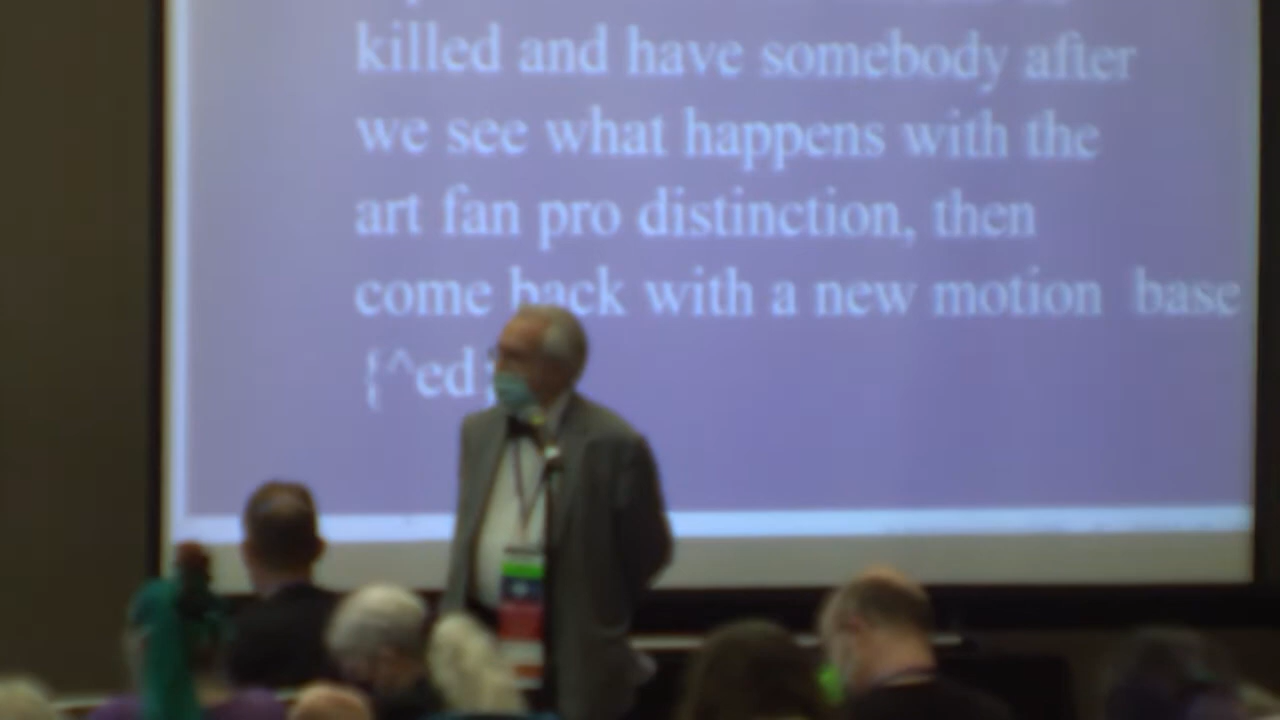 killed and have somebody after
we see what happens with the
art fan pro distinction, then
come back with a new motion base
{^ed;